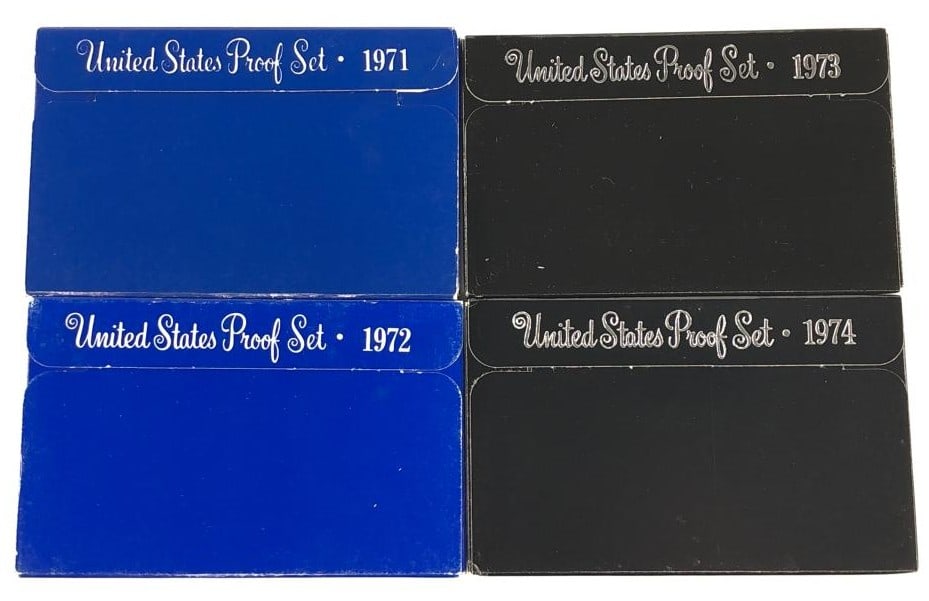 United States Proof Set · 1971
United States Proof Set · 1973
United States Proof Set · 1972
United States Proof Set · 1974